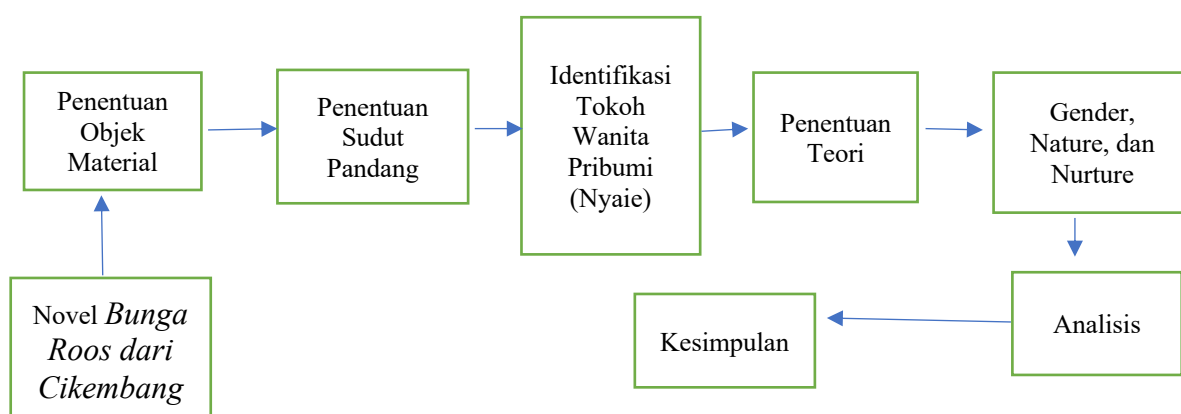 Penentuan
Objek
Material
Penentuan
Sudut
Pandang
Identifikasi
Tokoh
Wanita
Pribumi
(Nyaie)
Penentuan
Teori
Gender,
Nature, dan
Nurture
Novel Bunga
Roos dari
Cikembang
Kesimpulan
Analisis